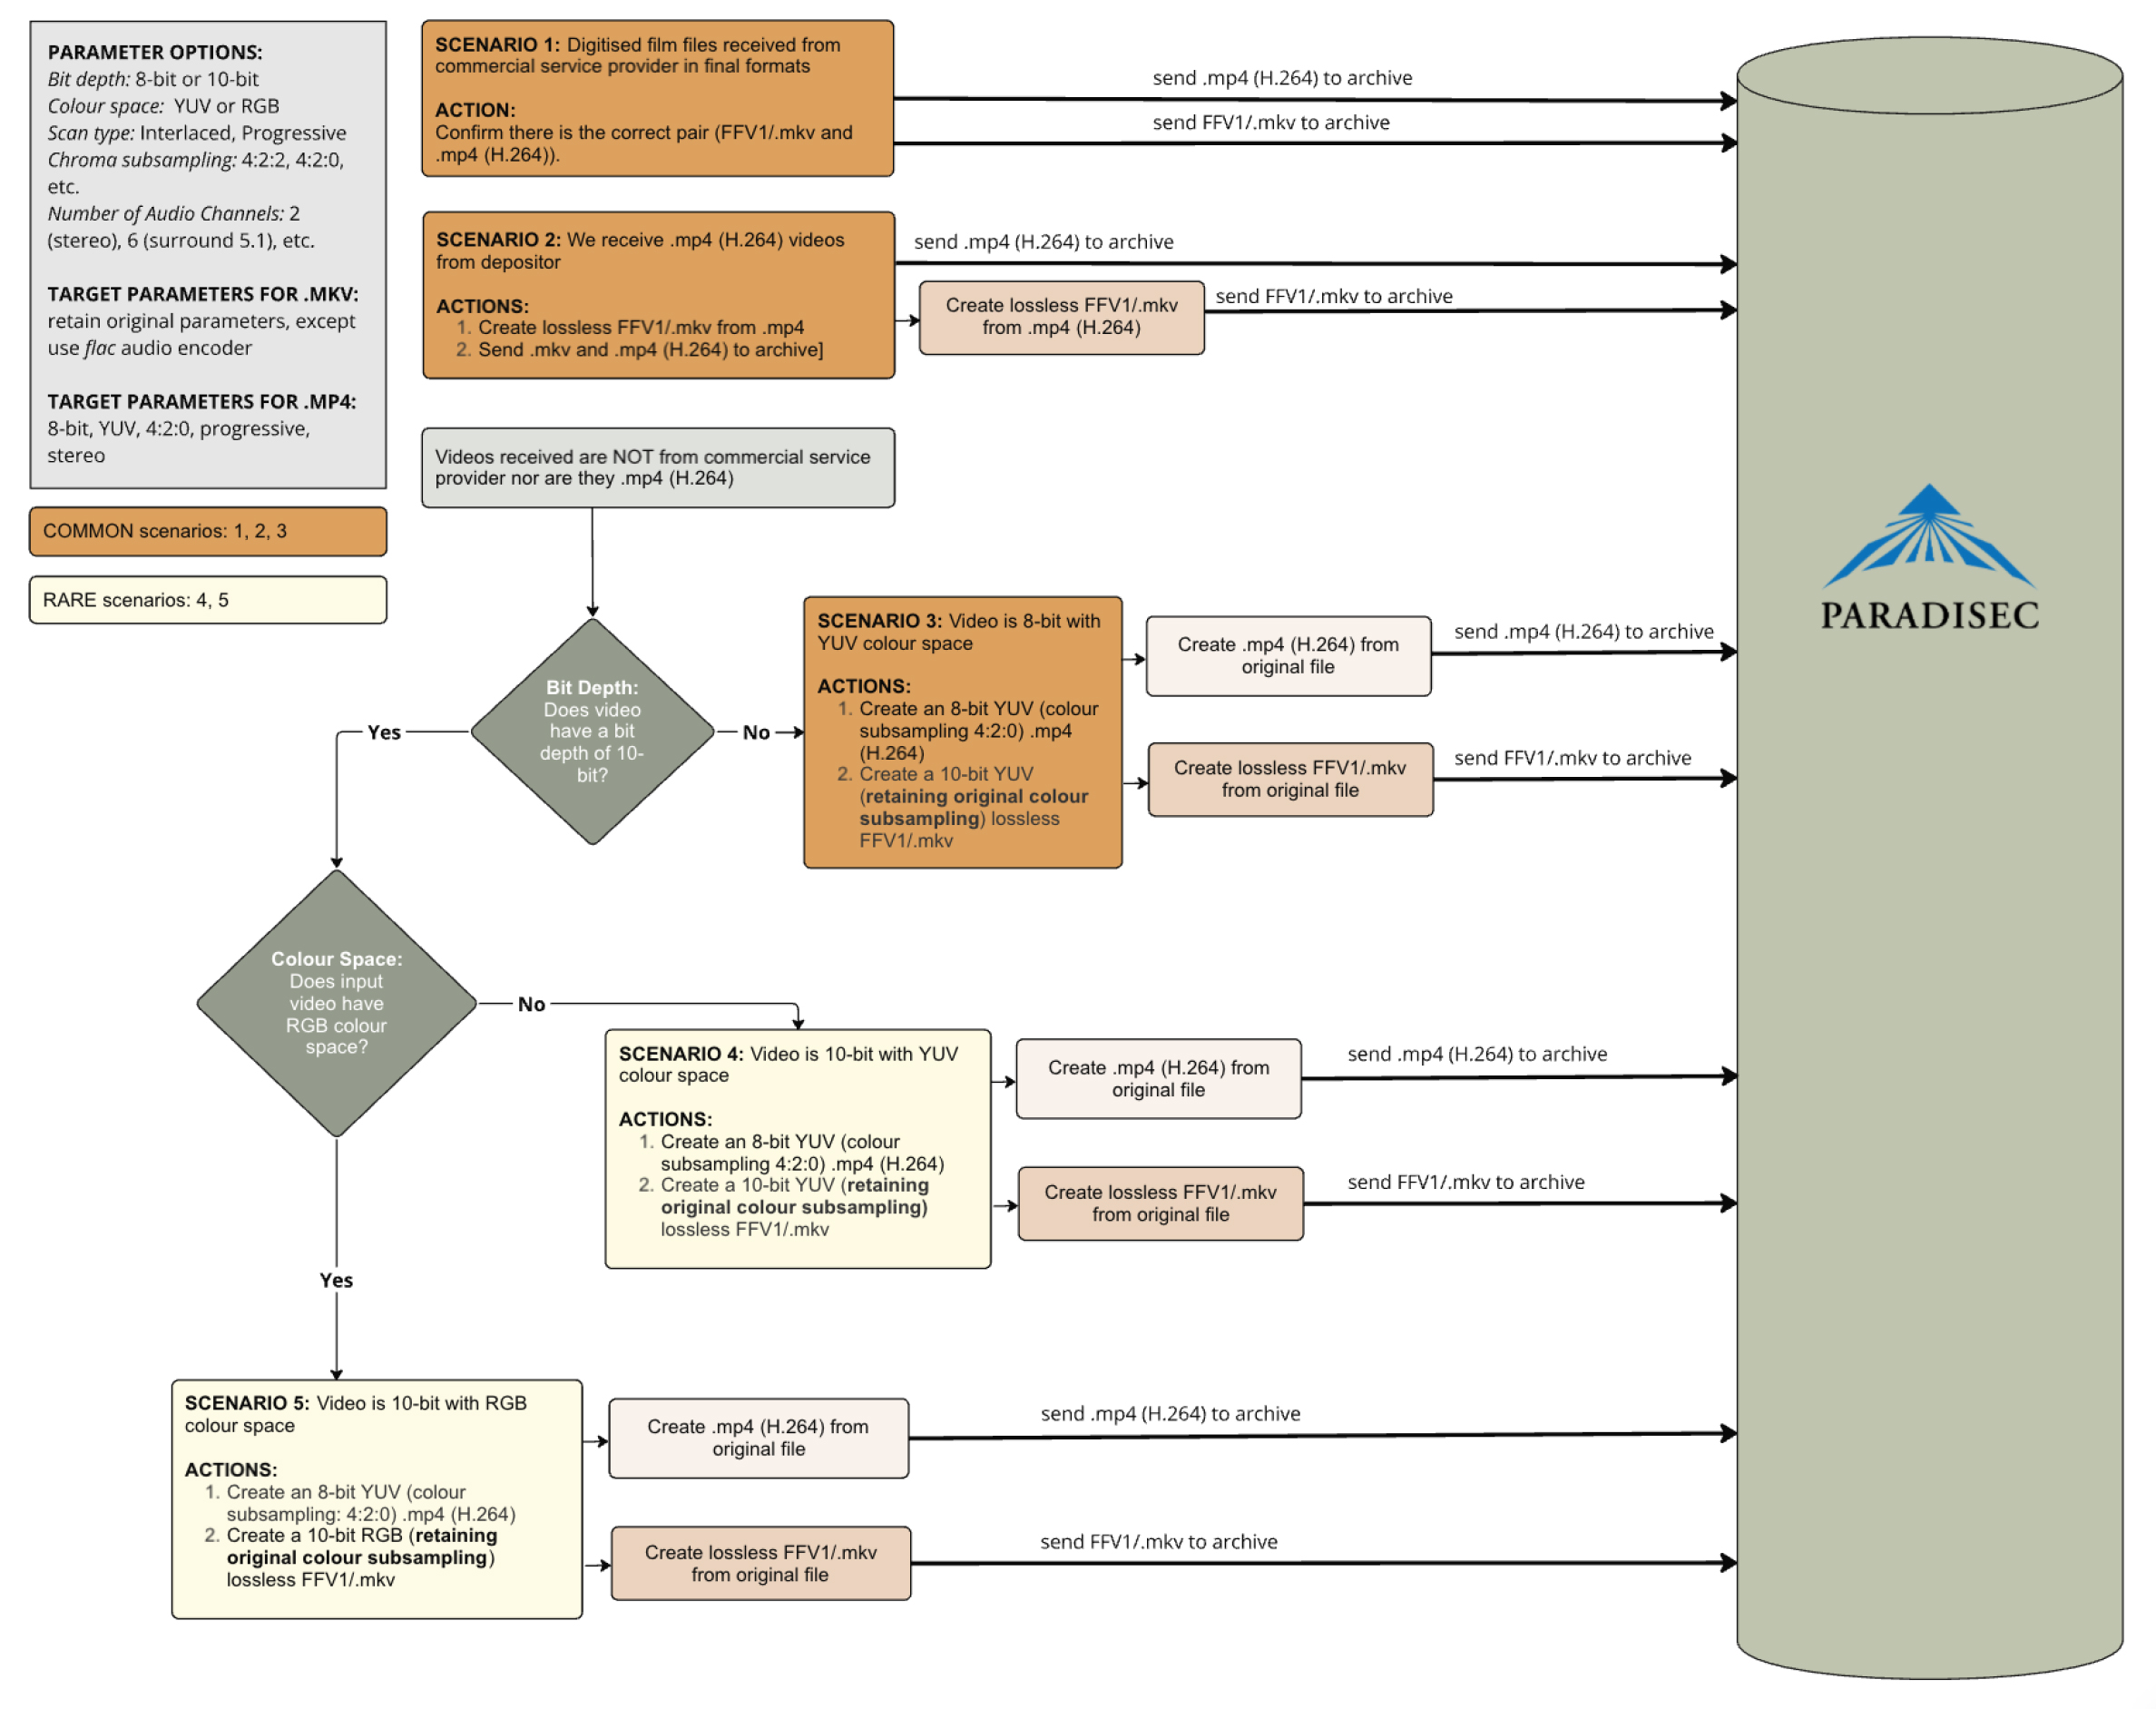 PARAMETER OPTIONS:
Bit depth: 8-bit or 10-bit
Colour space: YUV or RGB
Scan type: Interlaced, Progressive
Chroma subsampling: 4:2:2, 4:2:0,
etc.
Number of Audio Channels: 2
(stereo), 6 (surround 5.1), etc.
TARGET PARAMETERS FOR .MKV:
retain original parameters, except
use flac audio encoder
TARGET PARAMETERS FOR .MP4:
8-bit, YUV, 4:2:0, progressive,
stereo
COMMON scenarios: 1, 2, 3
RARE scenarios: 4, 5
SCENARIO 1: Digitised film files received from
commercial service provider in final formats
ACTION:
Confirm there is the correct pair (FFV1/.mkv and
.mp4 (H.264)).
send .mp4 (H.264) to archive
send FFV1/.mkv to archive
SCENARIO 2: We receive .mp4 (H.264) videos
from depositor
ACTIONS:
1. Create lossless FFV1/.mkv from .mp4
2. Send .mkv and .mp4 (H.264) to archive]
send .mp4 (H.264) to archive
Create lossless FFV1/.mkv
from .mp4 (H.264)
send FFV1/.mkv to archive
Videos received are NOT from commercial service
provider nor are they .mp4 (H.264)
Bit Depth:
Does video
have a bit
depth of 10-
bit?
Yes
No
SCENARIO 3: Video is 8-bit with
YUV colour space
ACTIONS:
1. Create an 8-bit YUV (colour
subsampling 4:2:0) .mp4
(H.264)
2. Create a 10-bit YUV
(retaining original colour
subsampling) lossless
FFV1/.mkv
Create .mp4 (H.264) from
original file
send .mp4 (H.264) to archive
Create lossless FFV1/.mkv
from original file
send FFV1/.mkv to archive
PARADISEC
Colour Space:
Does input
video have
RGB colour
space?
No
Yes
SCENARIO 4: Video is 10-bit with YUV
colour space
ACTIONS:
1. Create an 8-bit YUV (colour
subsampling 4:2:0) .mp4 (H.264)
2. Create a 10-bit YUV (retaining
original colour subsampling)
lossless FFV1/.mkv
Create .mp4 (H.264) from
original file
send .mp4 (H.264) to archive
Create lossless FFV1/.mkv
from original file
send FFV1/.mkv to archive
SCENARIO 5: Video is 10-bit with RGB
colour space
ACTIONS:
1. Create an 8-bit YUV (colour
subsampling: 4:2:0) .mp4 (H.264)
2. Create a 10-bit RGB (retaining
original colour subsampling)
lossless FFV1/.mkv
Create .mp4 (H.264) from
original file
send .mp4 (H.264) to archive
Create lossless FFV1/.mkv
from original file
send FFV1/.mkv to archive